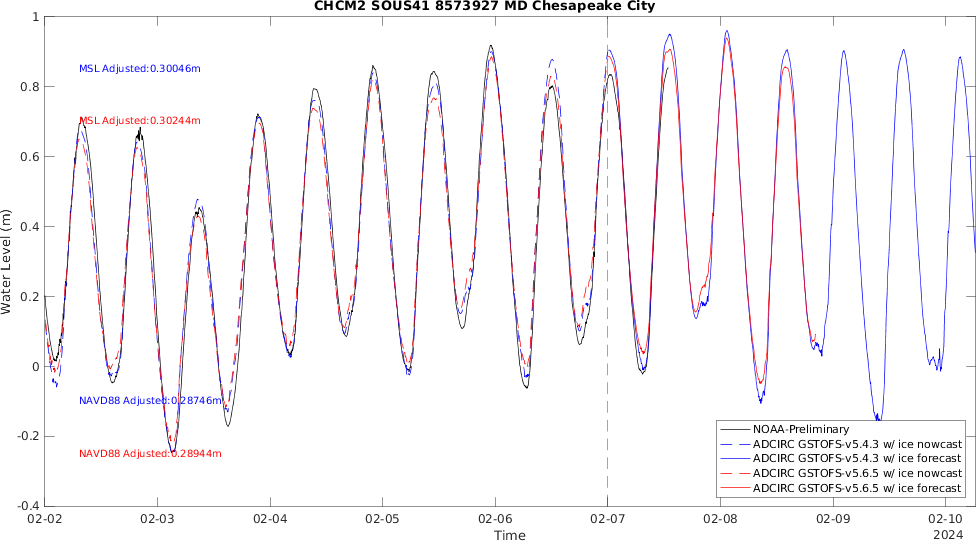 CHCM2 SOUS41 8573927 MD Chesapeake City
1
0.8
0.6
0.4
0.2
0
-0.2
-0.4
Water Level (m)
MSL Adjusted:0.30046m
MSL Adjusted:0.30244m
NAVD88 Adjusted:0.28746m
NAVD88 Adjusted:0.28944m
NOAA-Preliminary
ADCIRC GSTOFS-v5.4.3 w/ ice nowcast
ADCIRC GSTOFS-v5.4.3 w/ ice forecast
ADCIRC GSTOFS-v5.6.5 w/ ice nowcast
ADCIRC GSTOFS-v5.6.5 w/ ice forecast
02-02 02-03 02-04 02-05 02-06 02-07 02-08 02-09 02-10
Time
2024